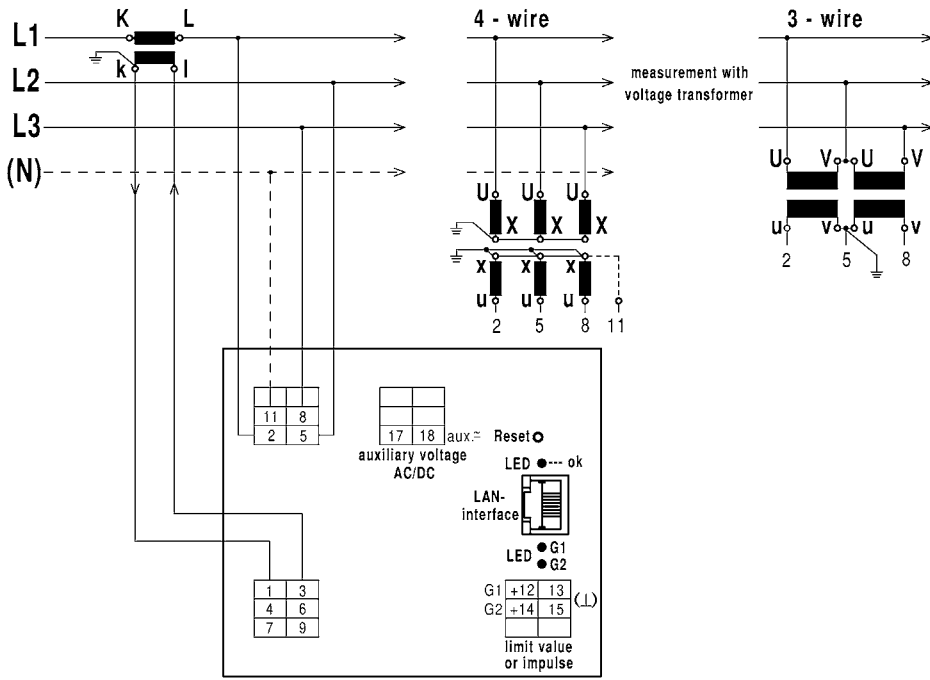 4 - wire
3 - wire
K L
L1
k l
L2
measurement with
voltage transformer
L3
(N)
U V U V
u v u v
2 5 8
U U U
X X X
x x x
u u u
2 5 8 11
11 8
2 5
17 18 aux.≂
auxiliary voltage
AC/DC
Reset
LED --- ok
LAN-
interface
LED G1
G2
1 3
4 6
7 9
G1 +12 13
G2 +14 15
(⊥)
limit value
or impulse